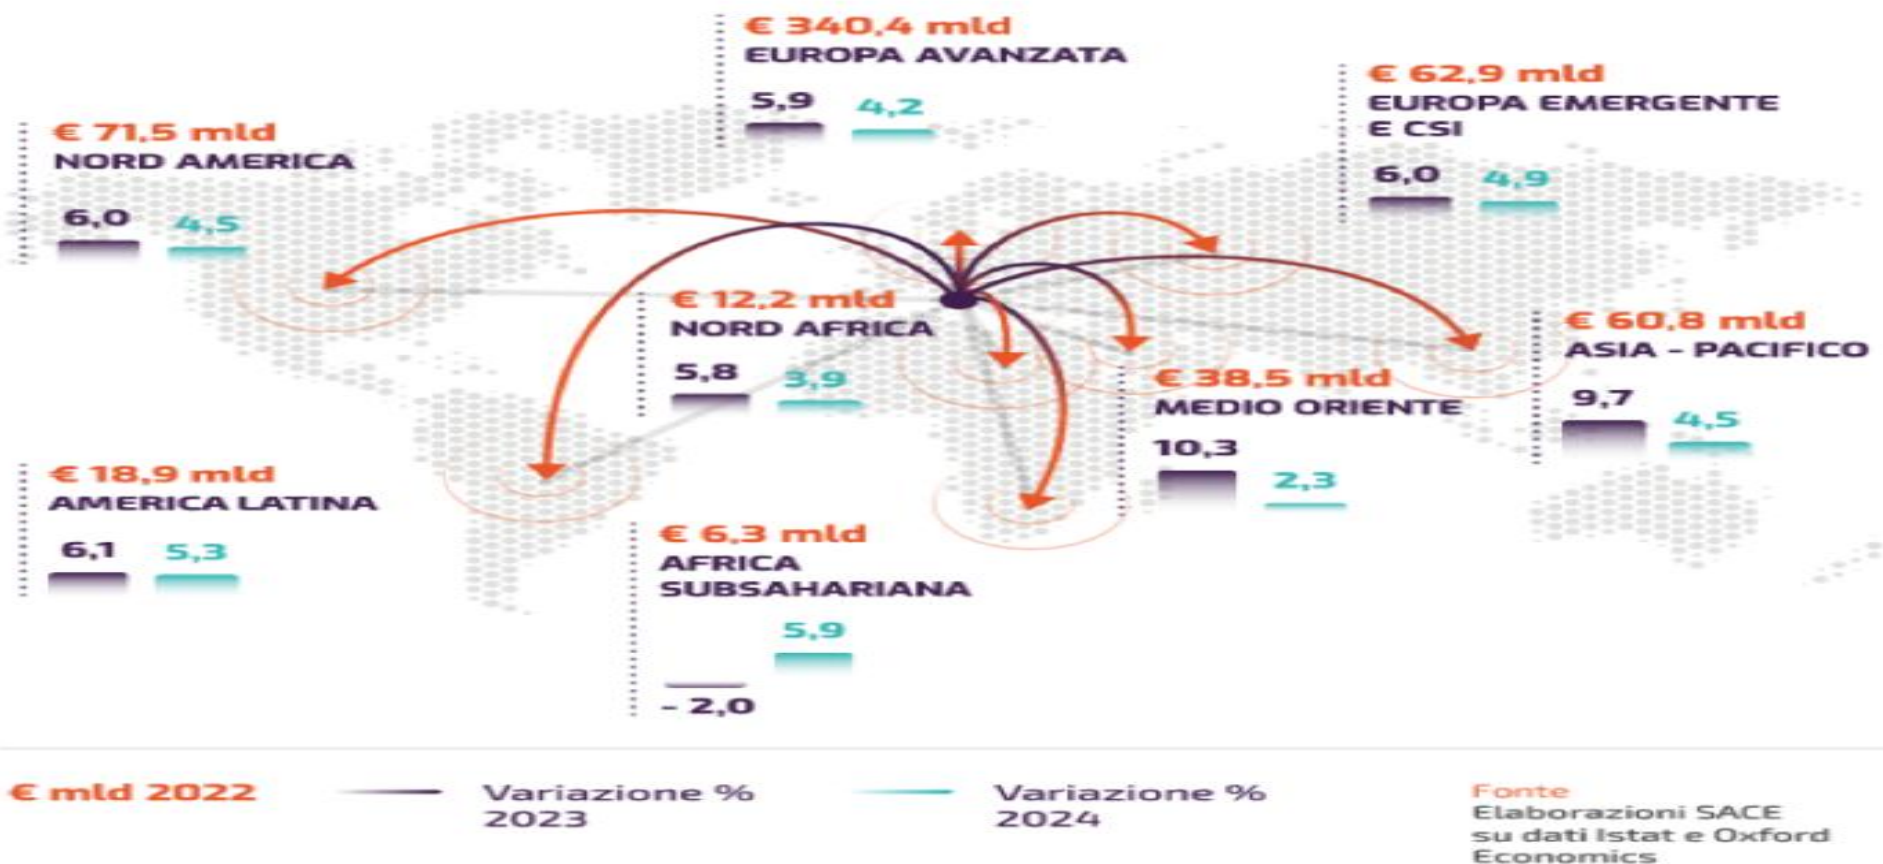 € 340,4 mld
EUROPA AVANZATA
5,9 4,2
€ 62,9 mld
EUROPA EMERGENTE
E CSI
6,0 4,9
€ 71,5 mld
NORD AMERICA
6,0 4,5
€ 12,2 mld
NORD AFRICA
5,8 3,9
€ 60,8 mld
ASIA - PACIFICO
9,7 4,5
€ 38,5 mld
MEDIO ORIENTE
10,3 2,3
€ 18,9 mld
AMERICA LATINA
6,1 5,3
€ 6,3 mld
AFRICA
SUBSAHARIANA
5,9
- 2,0
€ mld 2022
Variazione %
2023
Variazione %
2024
Fonte
Elaborazioni SACE
su dati Istat e Oxford
Economics